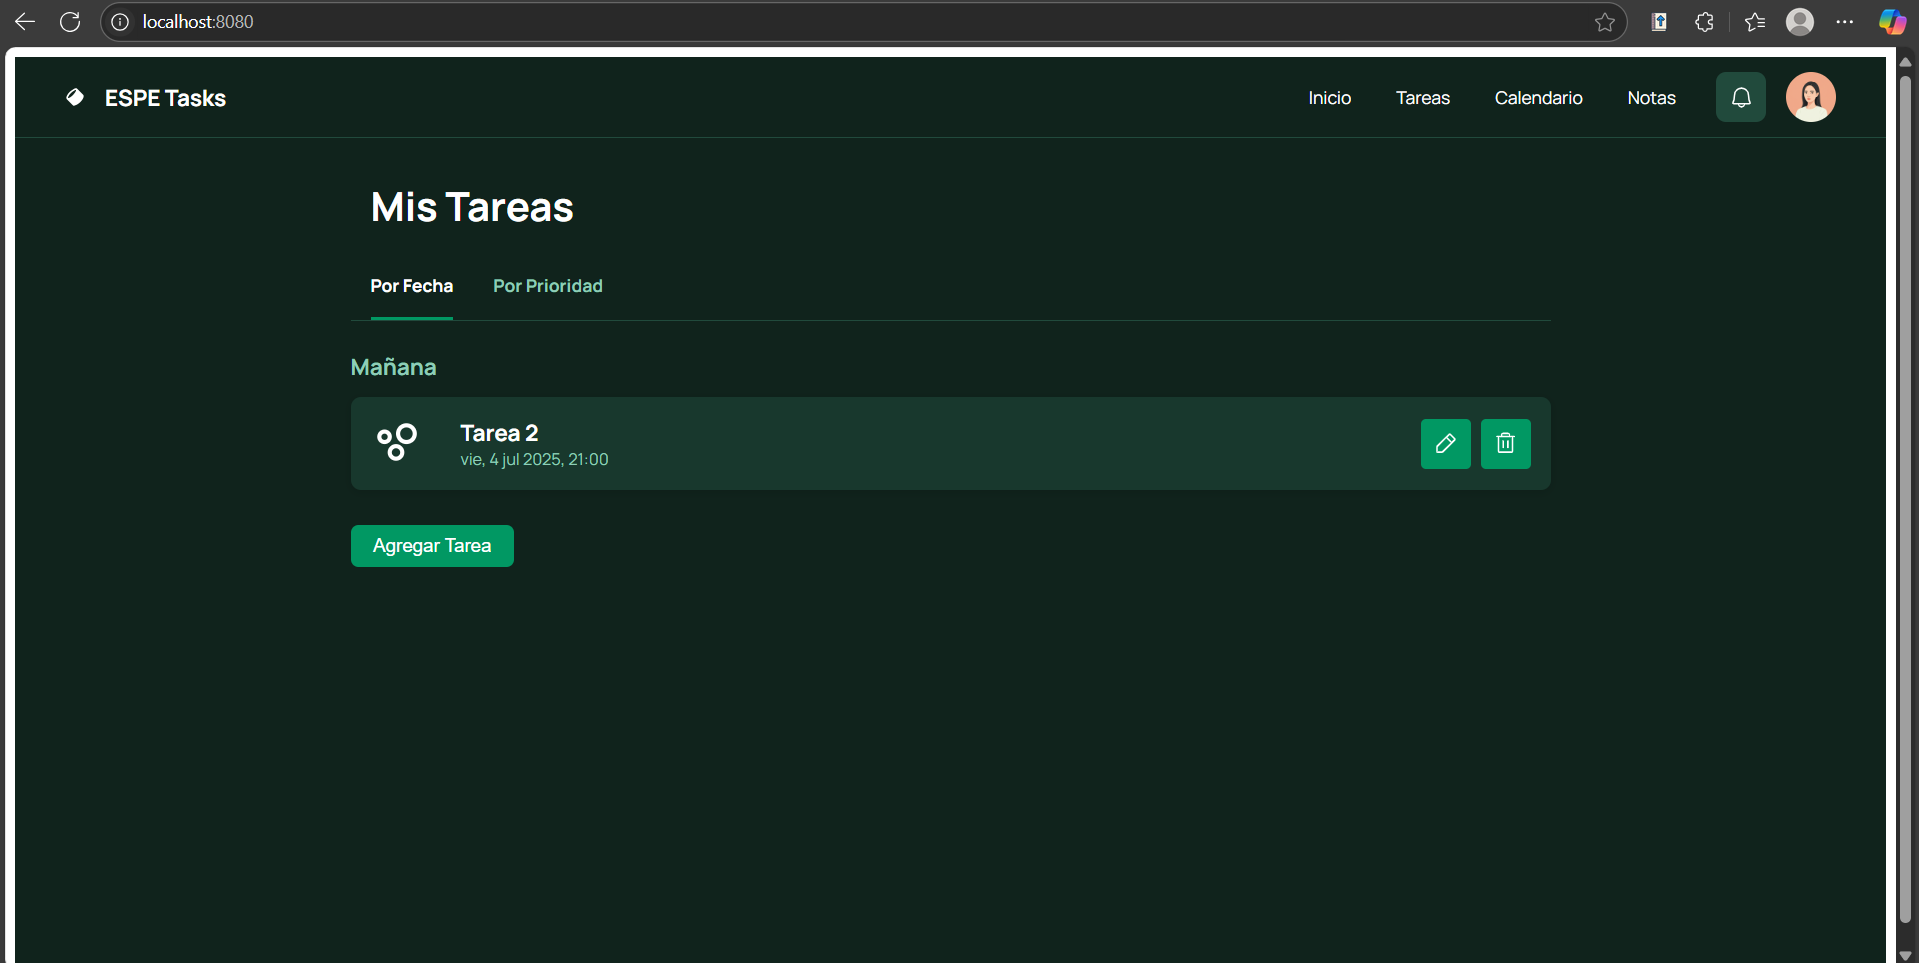 localhost:8080
ESPE Tasks
Inicio
Tareas
Calendario
Notas
Mis Tareas
Por Fecha
Por Prioridad
Mañana
Tarea 2
vie, 4 jul 2025, 21:00
Agregar Tarea